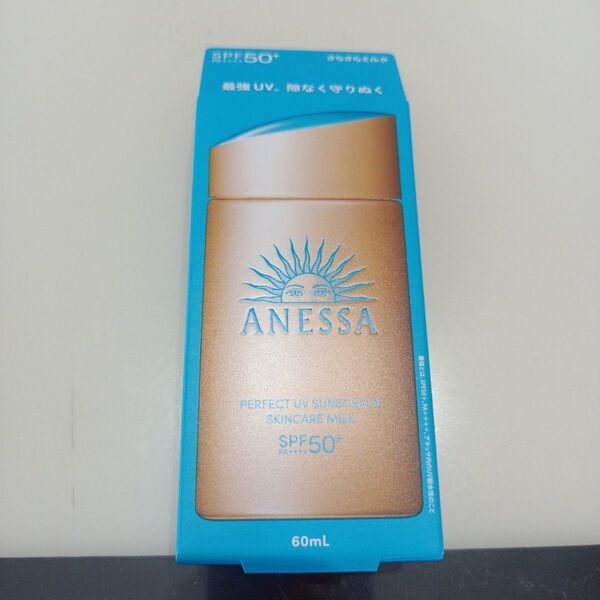 SPF50+
PA++++
さらさらミルク
最強UV。隙なく守りぬく
ANESSA
PERFECT UV SUNSCREEN
SKINCARE MILK
SPF50+
PA++++
60mL